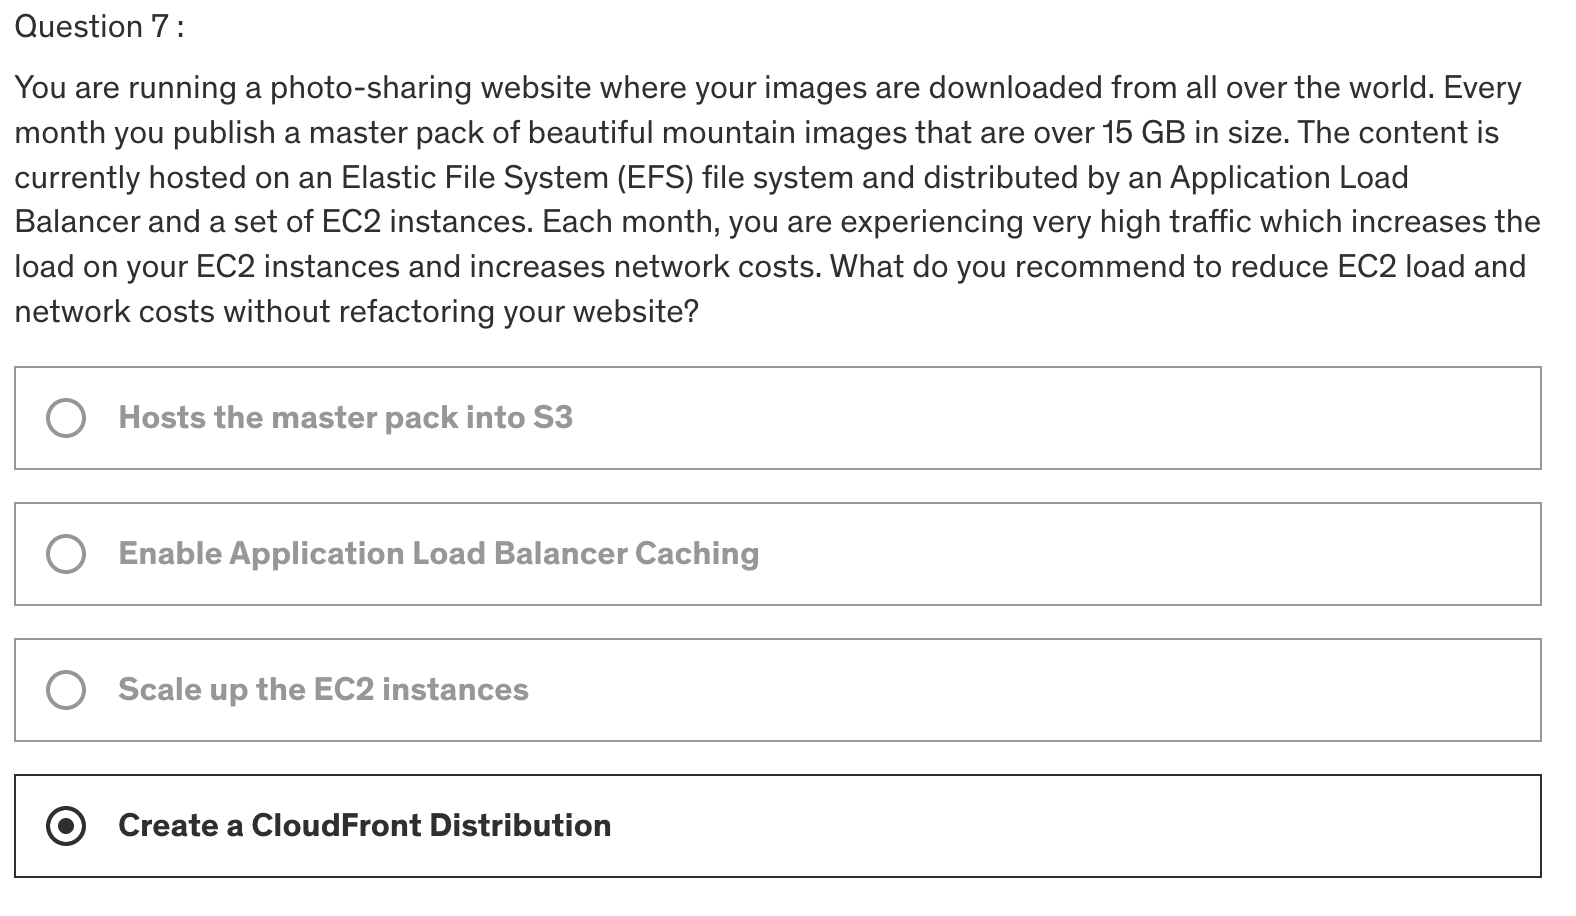 Question 7 :
You are running a photo-sharing website where your images are downloaded from all over the world. Every
month you publish a master pack of beautiful mountain images that are over 15 GB in size. The content is
currently hosted on an Elastic File System (EFS) file system and distributed by an Application Load
Balancer and a set of EC2 instances. Each month, you are experiencing very high traffic which increases the
load on your EC2 instances and increases network costs. What do you recommend to reduce EC2 load and
network costs without refactoring your website?
Hosts the master pack into S3
Enable Application Load Balancer Caching
Scale up the EC2 instances
Create a CloudFront Distribution